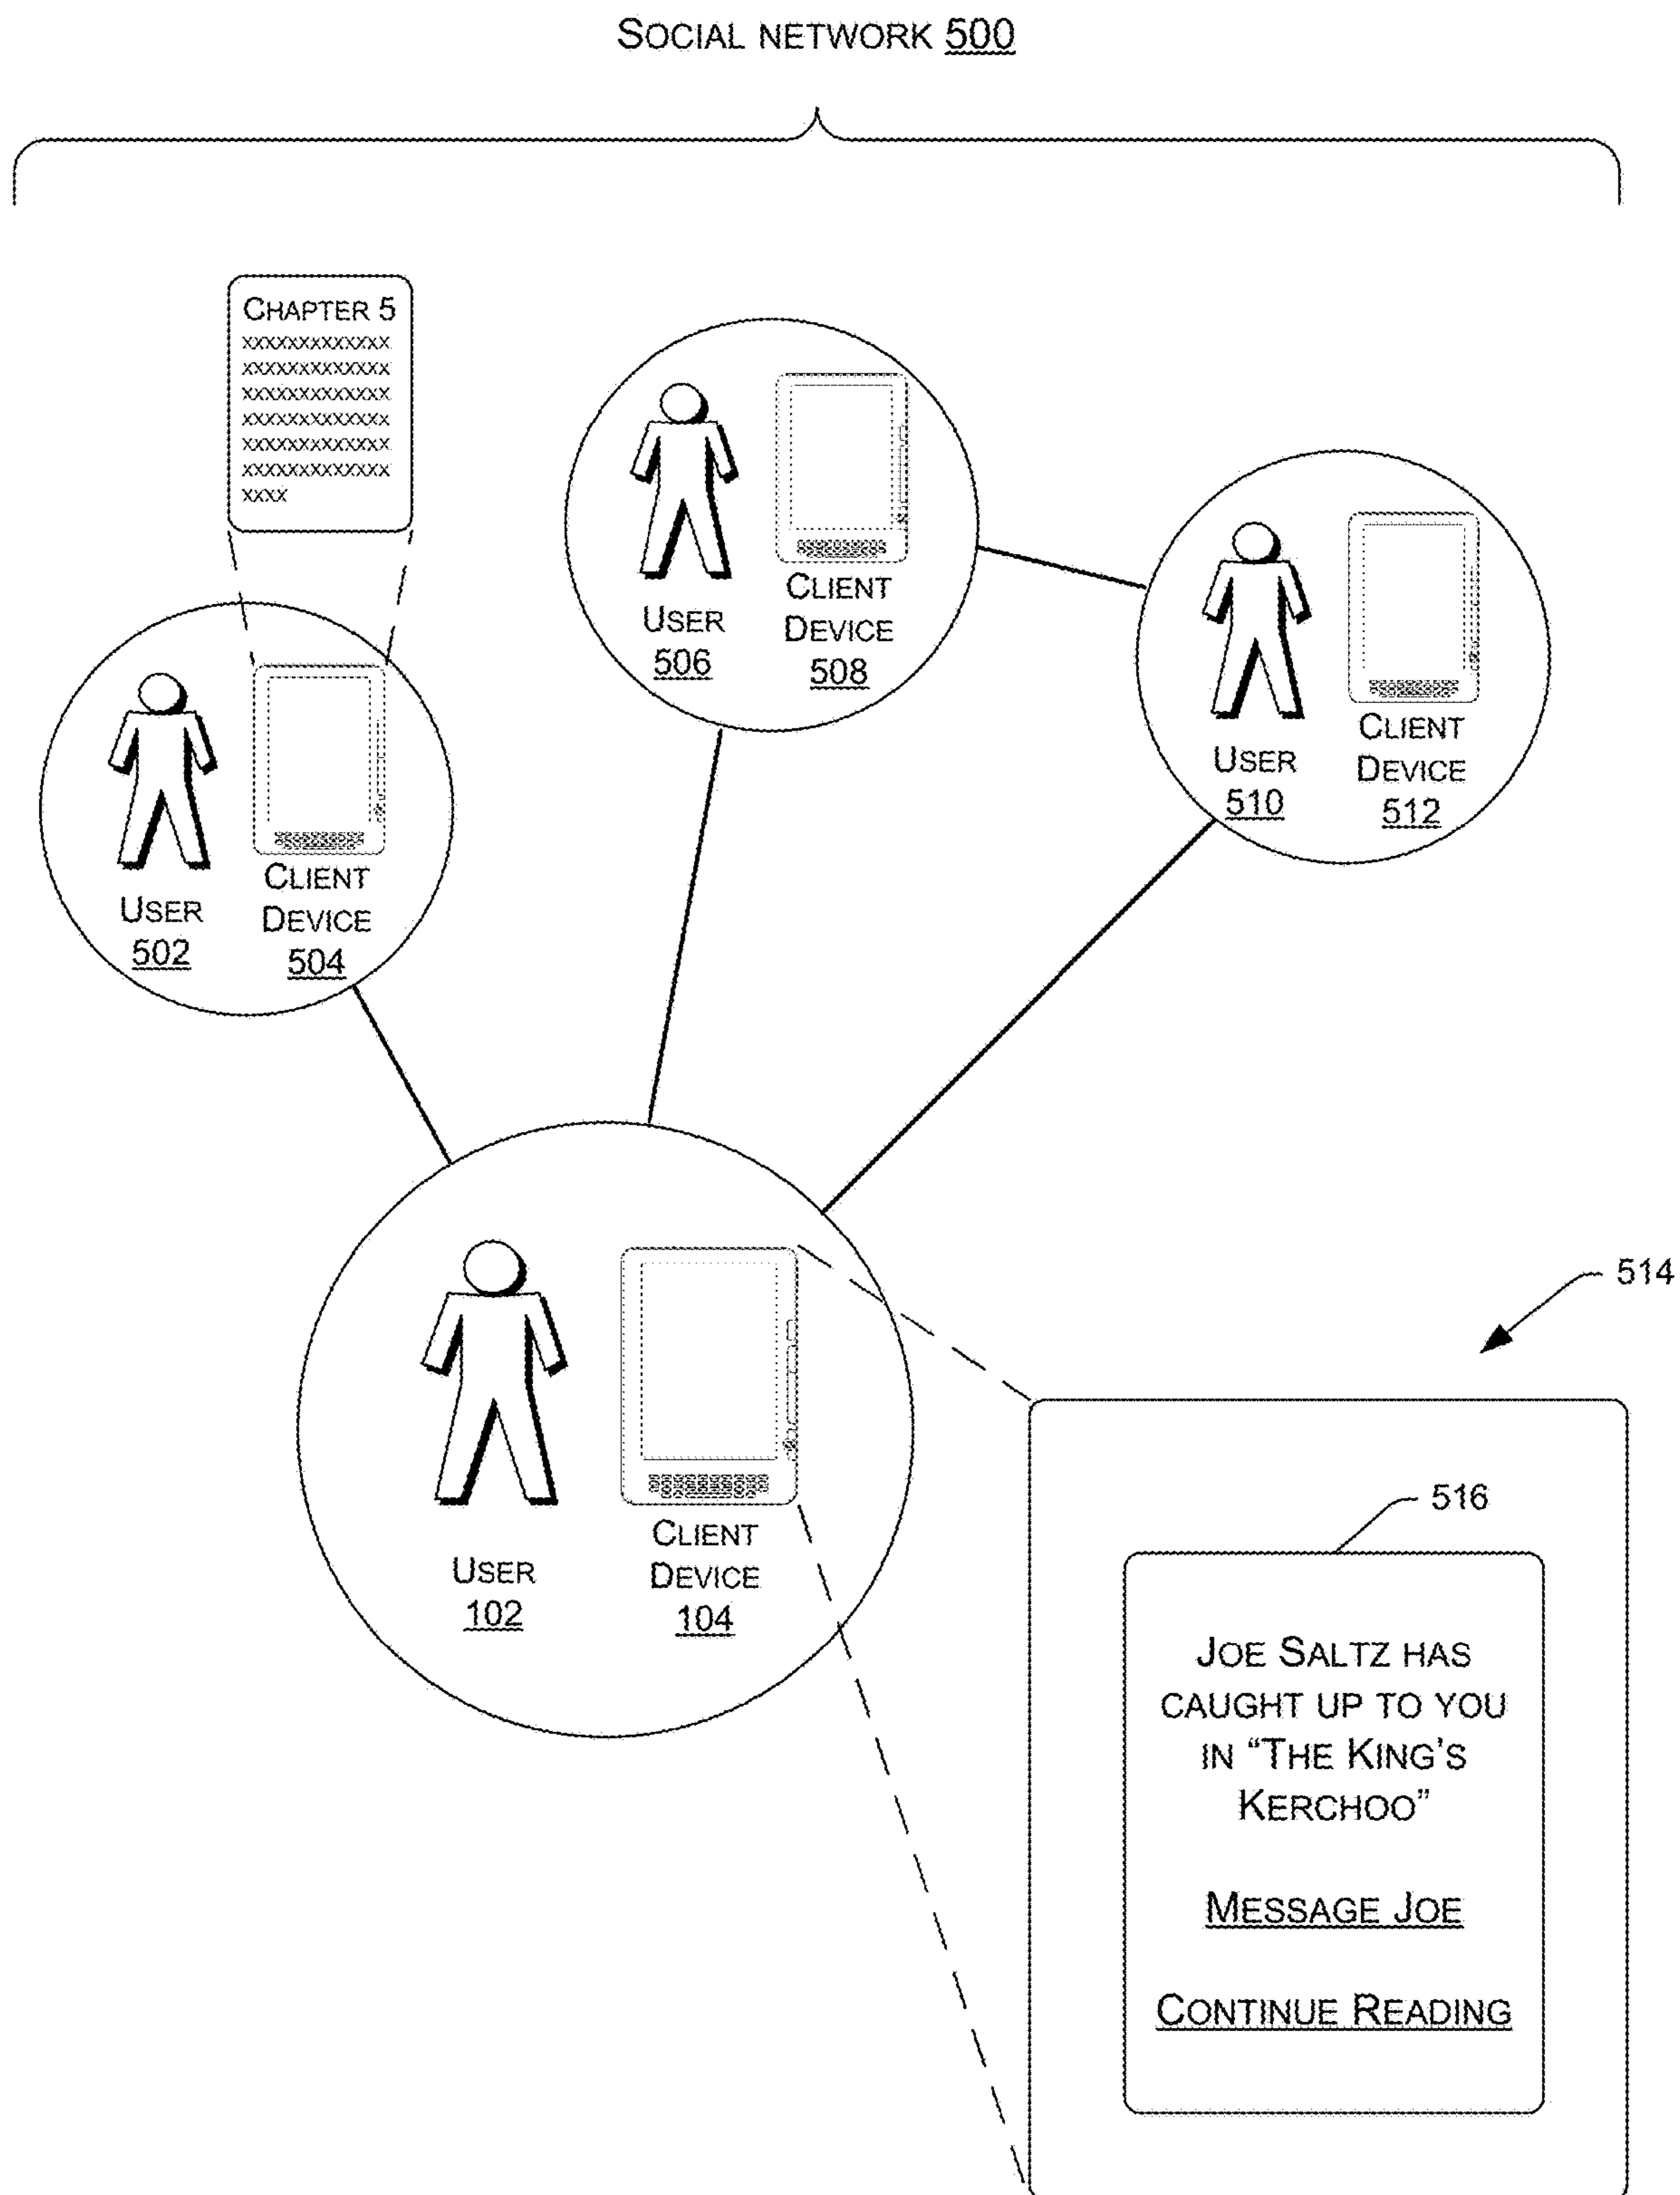 SOCIAL NETWORK 500
CHAPTER 5
XXXXXXXXXXXXX
XXXXXXXXXXXXX
XXXXXXXXXXXXX
XXXXXXXXXXXXX
XXXXXXXXXXXXX
XXXXXXXXXXXXX
XXXX
USER
502
CLIENT
DEVICE
504
USER
506
CLIENT
DEVICE
508
USER
510
CLIENT
DEVICE
512
USER
102
CLIENT
DEVICE
104
514
516
JOE SALTZ HAS
CAUGHT UP TO YOU
IN “THE KING’S
KERCHOO”
MESSAGE JOE
CONTINUE READING